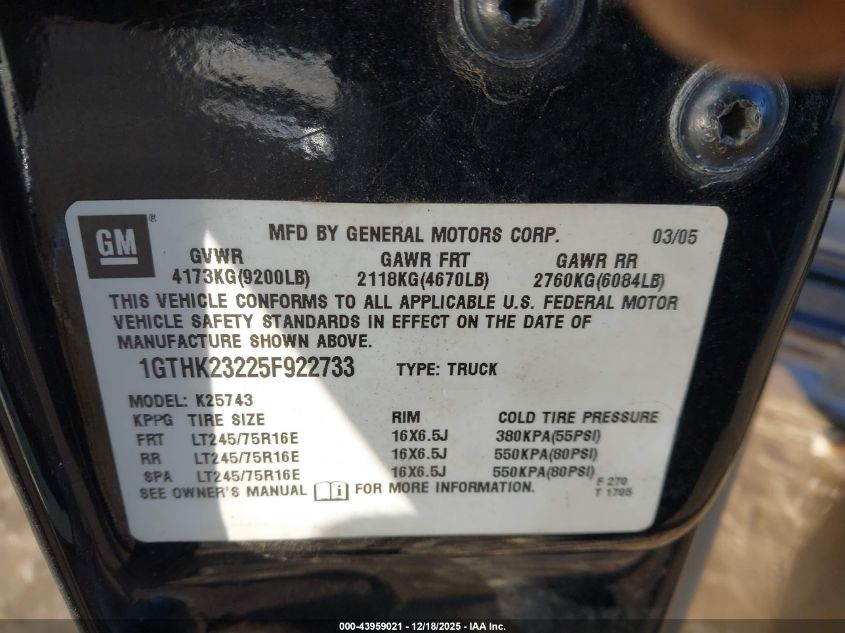 GM ®
MFD BY GENERAL MOTORS CORP. 03/05
GVWR GAWR FRT GAWR RR
4173KG(9200LB) 2118KG(4670LB) 2760KG(6084LB)
THIS VEHICLE CONFORMS TO ALL APPLICABLE U.S. FEDERAL MOTOR
VEHICLE SAFETY STANDARDS IN EFFECT ON THE DATE OF
MANUFACTURE SHOWN ABOVE.
1GTHK23225F922733 TYPE: TRUCK
MODEL: K25743
KPPG TIRE SIZE RIM COLD TIRE PRESSURE
FRT LT245/75R16E 16X6.5J 380KPA(55PSI)
RR LT245/75R16E 16X6.5J 550KPA(80PSI)
SPA LT245/75R16E 16X6.5J 550KPA(80PSI)
SEE OWNER'S MANUAL i FOR MORE INFORMATION.
F 270
T 1705
000-43959021 - 12/18/2025 - IAA Inc.